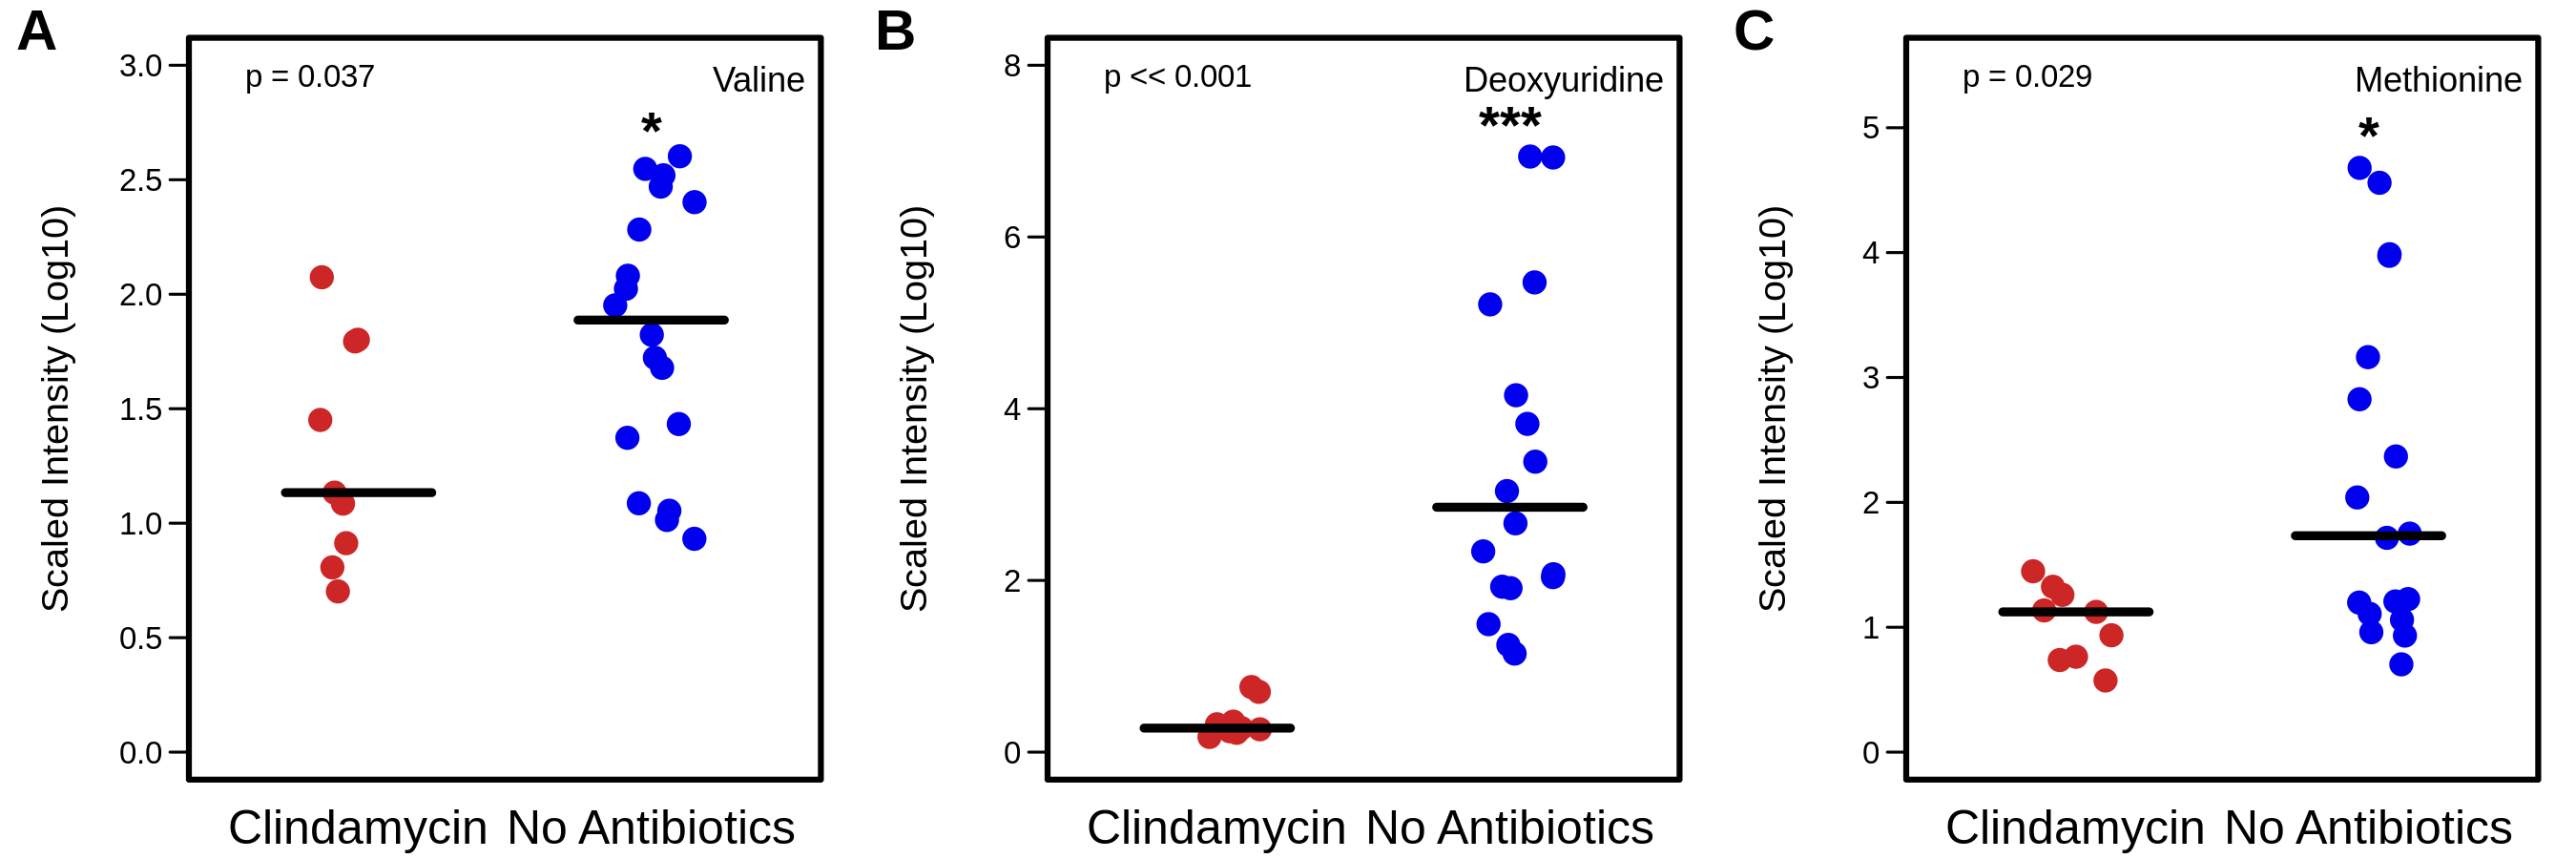 A
p = 0.037
Valine
*
3.0
2.5
2.0
1.5
1.0
0.5
0.0
Scaled Intensity (Log10)
Clindamycin
No Antibiotics
B
p << 0.001
Deoxyuridine
***
8
6
4
2
0
Scaled Intensity (Log10)
Clindamycin
No Antibiotics
C
p = 0.029
Methionine
*
5
4
3
2
1
0
Scaled Intensity (Log10)
Clindamycin
No Antibiotics